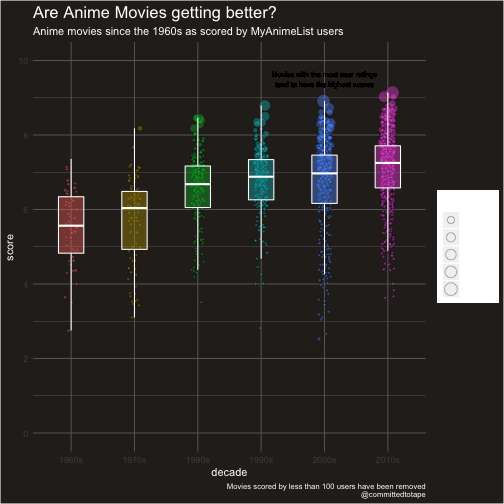 Are Anime Movies getting better?
Anime movies since the 1960s as scored by MyAnimeList users
10
Movies with the most user ratings
tend to have the highest scores
8
6
4
2
0
score
1960s
1970s
1980s
1990s
2000s
2010s
decade
Movies scored by less than 100 users have been removed
@committedtotape